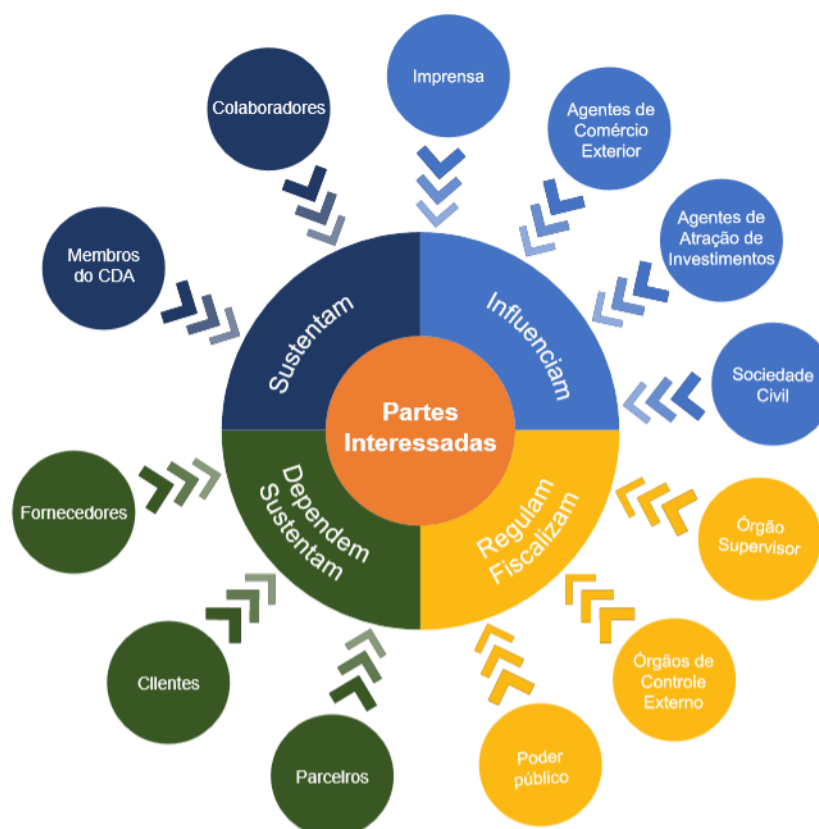 Imprensa
Colaboradores
Agentes de
Comércio
Exterior
Membros
do CDA
Agentes de
Atração de
Investimentos
Sustentam
Influenciam
Sociedade
Civil
Partes
Interessadas
Fornecedores
Dependem
Sustentam
Regulam
Fiscalizam
Órgão
Supervisor
ClIentes
Órgãos de
Controle
Externo
Parcelros
Poder
público